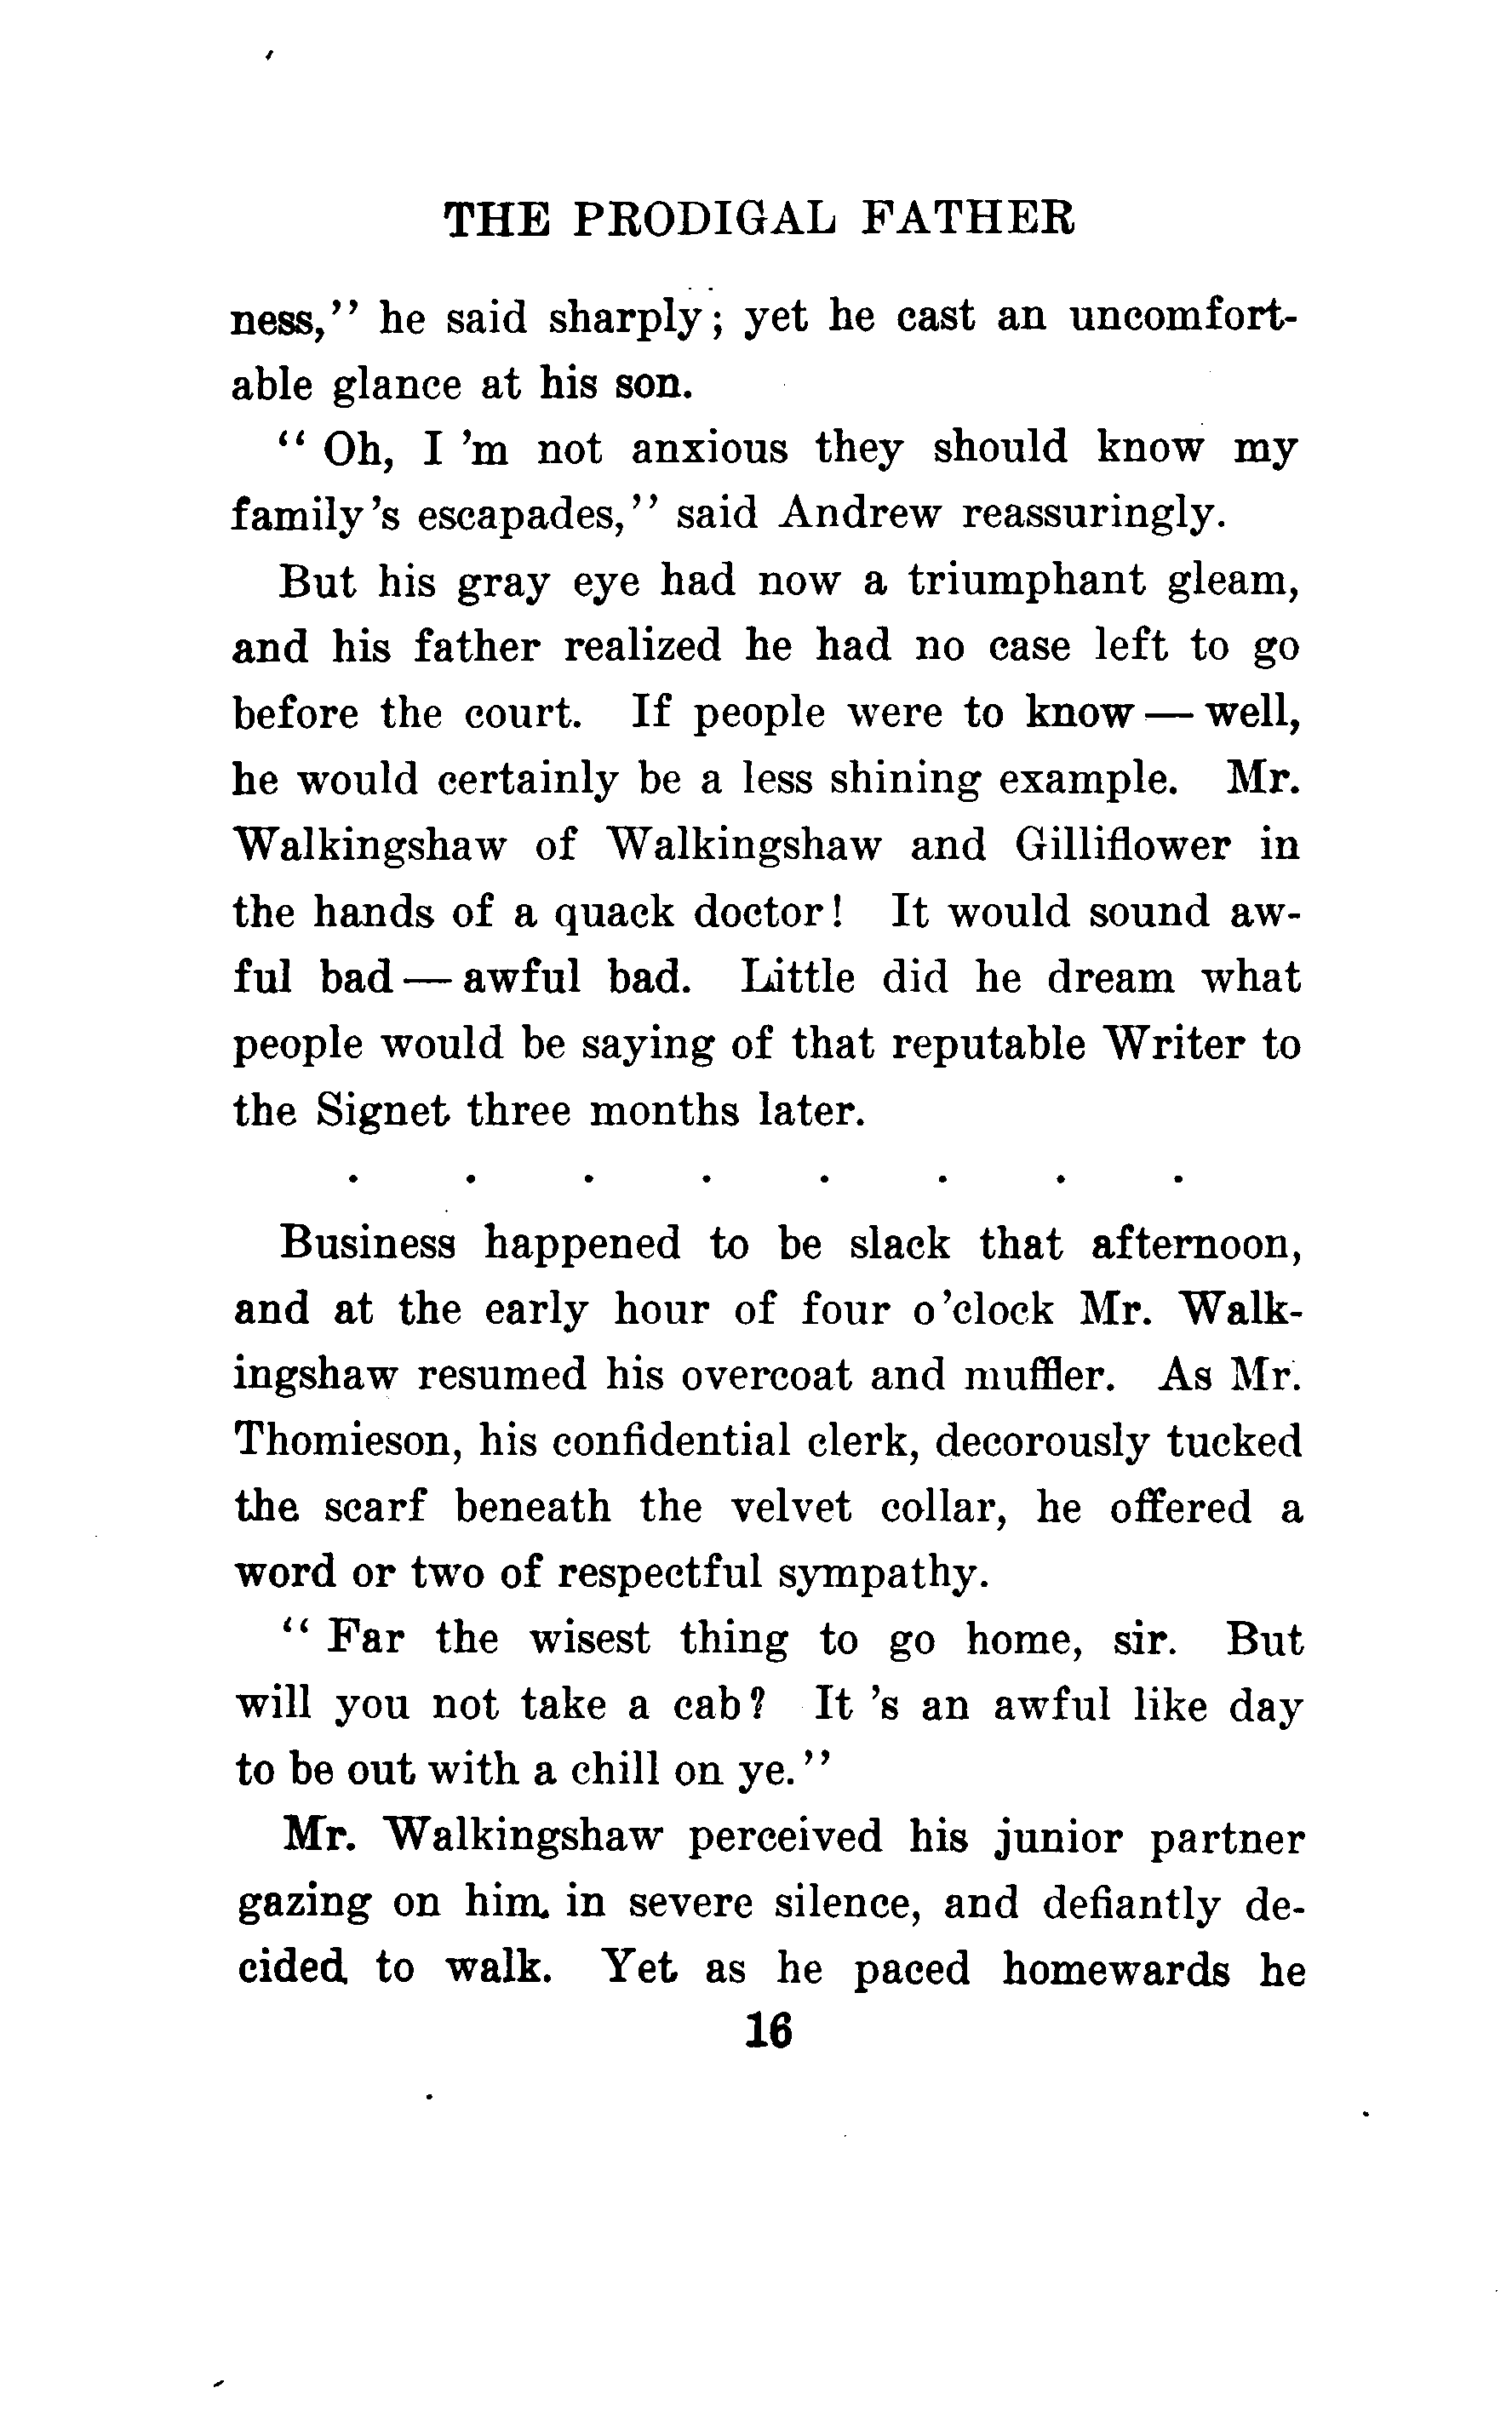 THE PRODIGAL FATHER
ness," he said sharply; yet he cast an uncomfort-
able glance at his son.
"Oh, I'm not anxious they should know my
family's escapades," said Andrew reassuringly.
But his gray eye had now a triumphant gleam,
and his father realized he had no case left to go
before the court. If people were to know — well,
he would certainly be a less shining example. Mr.
Walkingshaw of Walkingshaw and Gilliflower in
the hands of a quack doctor! It would sound aw-
ful bad — awful bad. Little did he dream what
people would be saying of that reputable Writer to
the Signet three months later.
. . . . . . . .
Business happened to be slack that afternoon,
and at the early hour of four o'clock Mr. Walk-
ingshaw resumed his overcoat and muffler. As Mr.
Thomieson, his confidential clerk, decorously tucked
the scarf beneath the velvet collar, he offered a
word or two of respectful sympathy.
"Far the wisest thing to go home, sir. But
will you not take a cab? It's an awful like day
to be out with a chill on ye."
Mr. Walkingshaw perceived his junior partner
gazing on him in severe silence, and defiantly de-
cided to walk. Yet as he paced homewards he
16